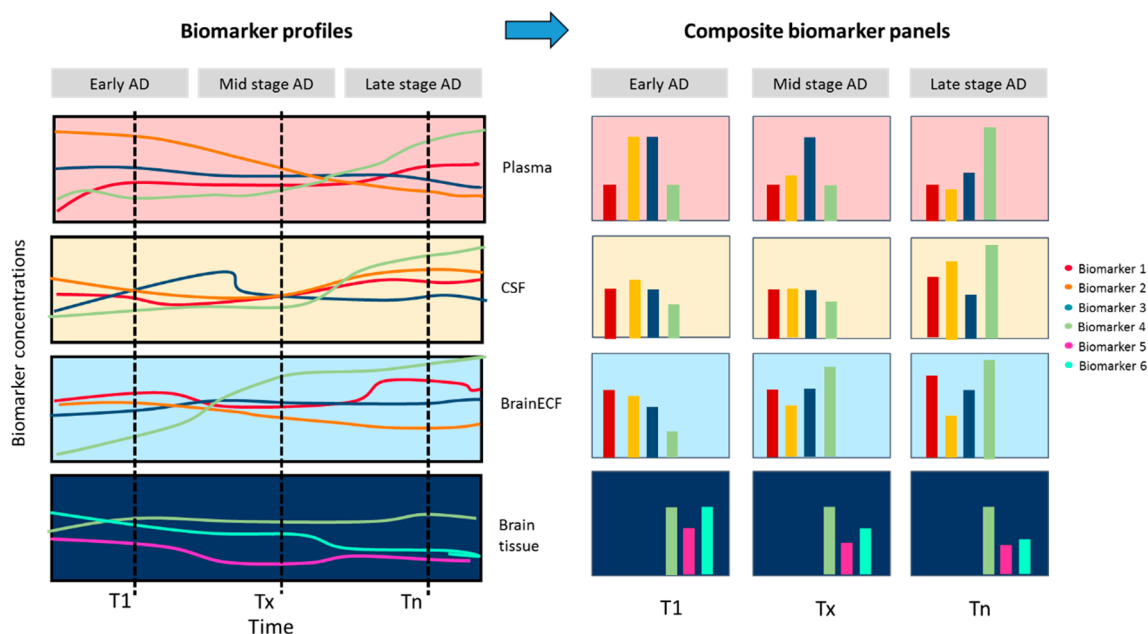 Biomarker profiles
Composite biomarker panels
Early AD
Mid stage AD
Late stage AD
Early AD
Mid stage AD
Late stage AD
Biomarker concentrations
Plasma
CSF
BrainECF
Brain
tissue
Biomarker 1
Biomarker 2
Biomarker 3
Biomarker 4
Biomarker 5
Biomarker 6
T1
Tx
Tn
Time
T1
Tx
Tn